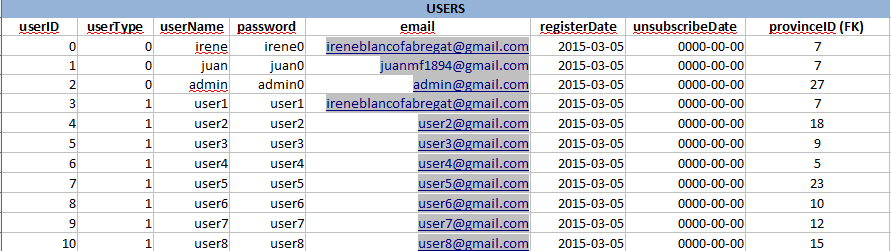 USERS
userID userType userName password email registerDate unsubscribeDate provinceID (FK)
0 0 irene irene0 ireneblancofabregat@gmail.com 2015-03-05 0000-00-00 7
1 0 juan juan0 juanmf1894@gmail.com 2015-03-05 0000-00-00 7
2 0 admin admin0 admin@gmail.com 2015-03-05 0000-00-00 27
3 1 user1 user1 ireneblancofabregat@gmail.com 2015-03-05 0000-00-00 7
4 1 user2 user2 user2@gmail.com 2015-03-05 0000-00-00 18
5 1 user3 user3 user3@gmail.com 2015-03-05 0000-00-00 9
6 1 user4 user4 user4@gmail.com 2015-03-05 0000-00-00 5
7 1 user5 user5 user5@gmail.com 2015-03-05 0000-00-00 23
8 1 user6 user6 user6@gmail.com 2015-03-05 0000-00-00 10
9 1 user7 user7 user7@gmail.com 2015-03-05 0000-00-00 12
10 1 user8 user8 user8@gmail.com 2015-03-05 0000-00-00 15